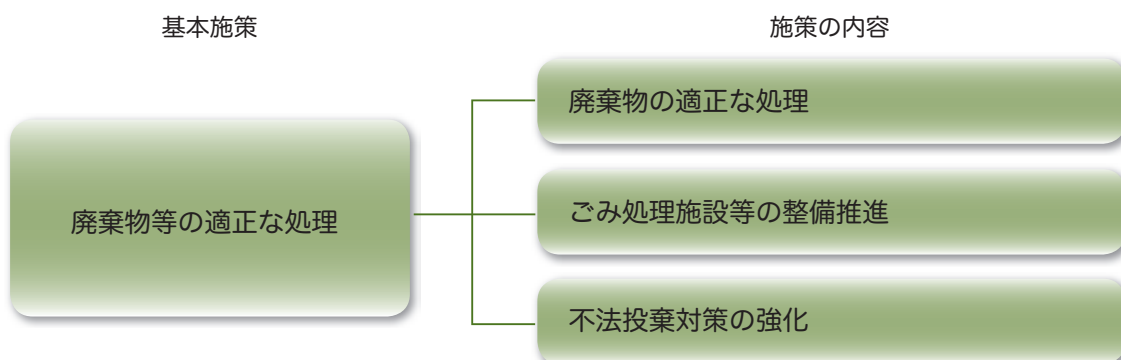 基本施策
施策の内容
廃棄物等の適正な処理
廃棄物の適正な処理
ごみ処理施設等の整備推進
不法投棄対策の強化